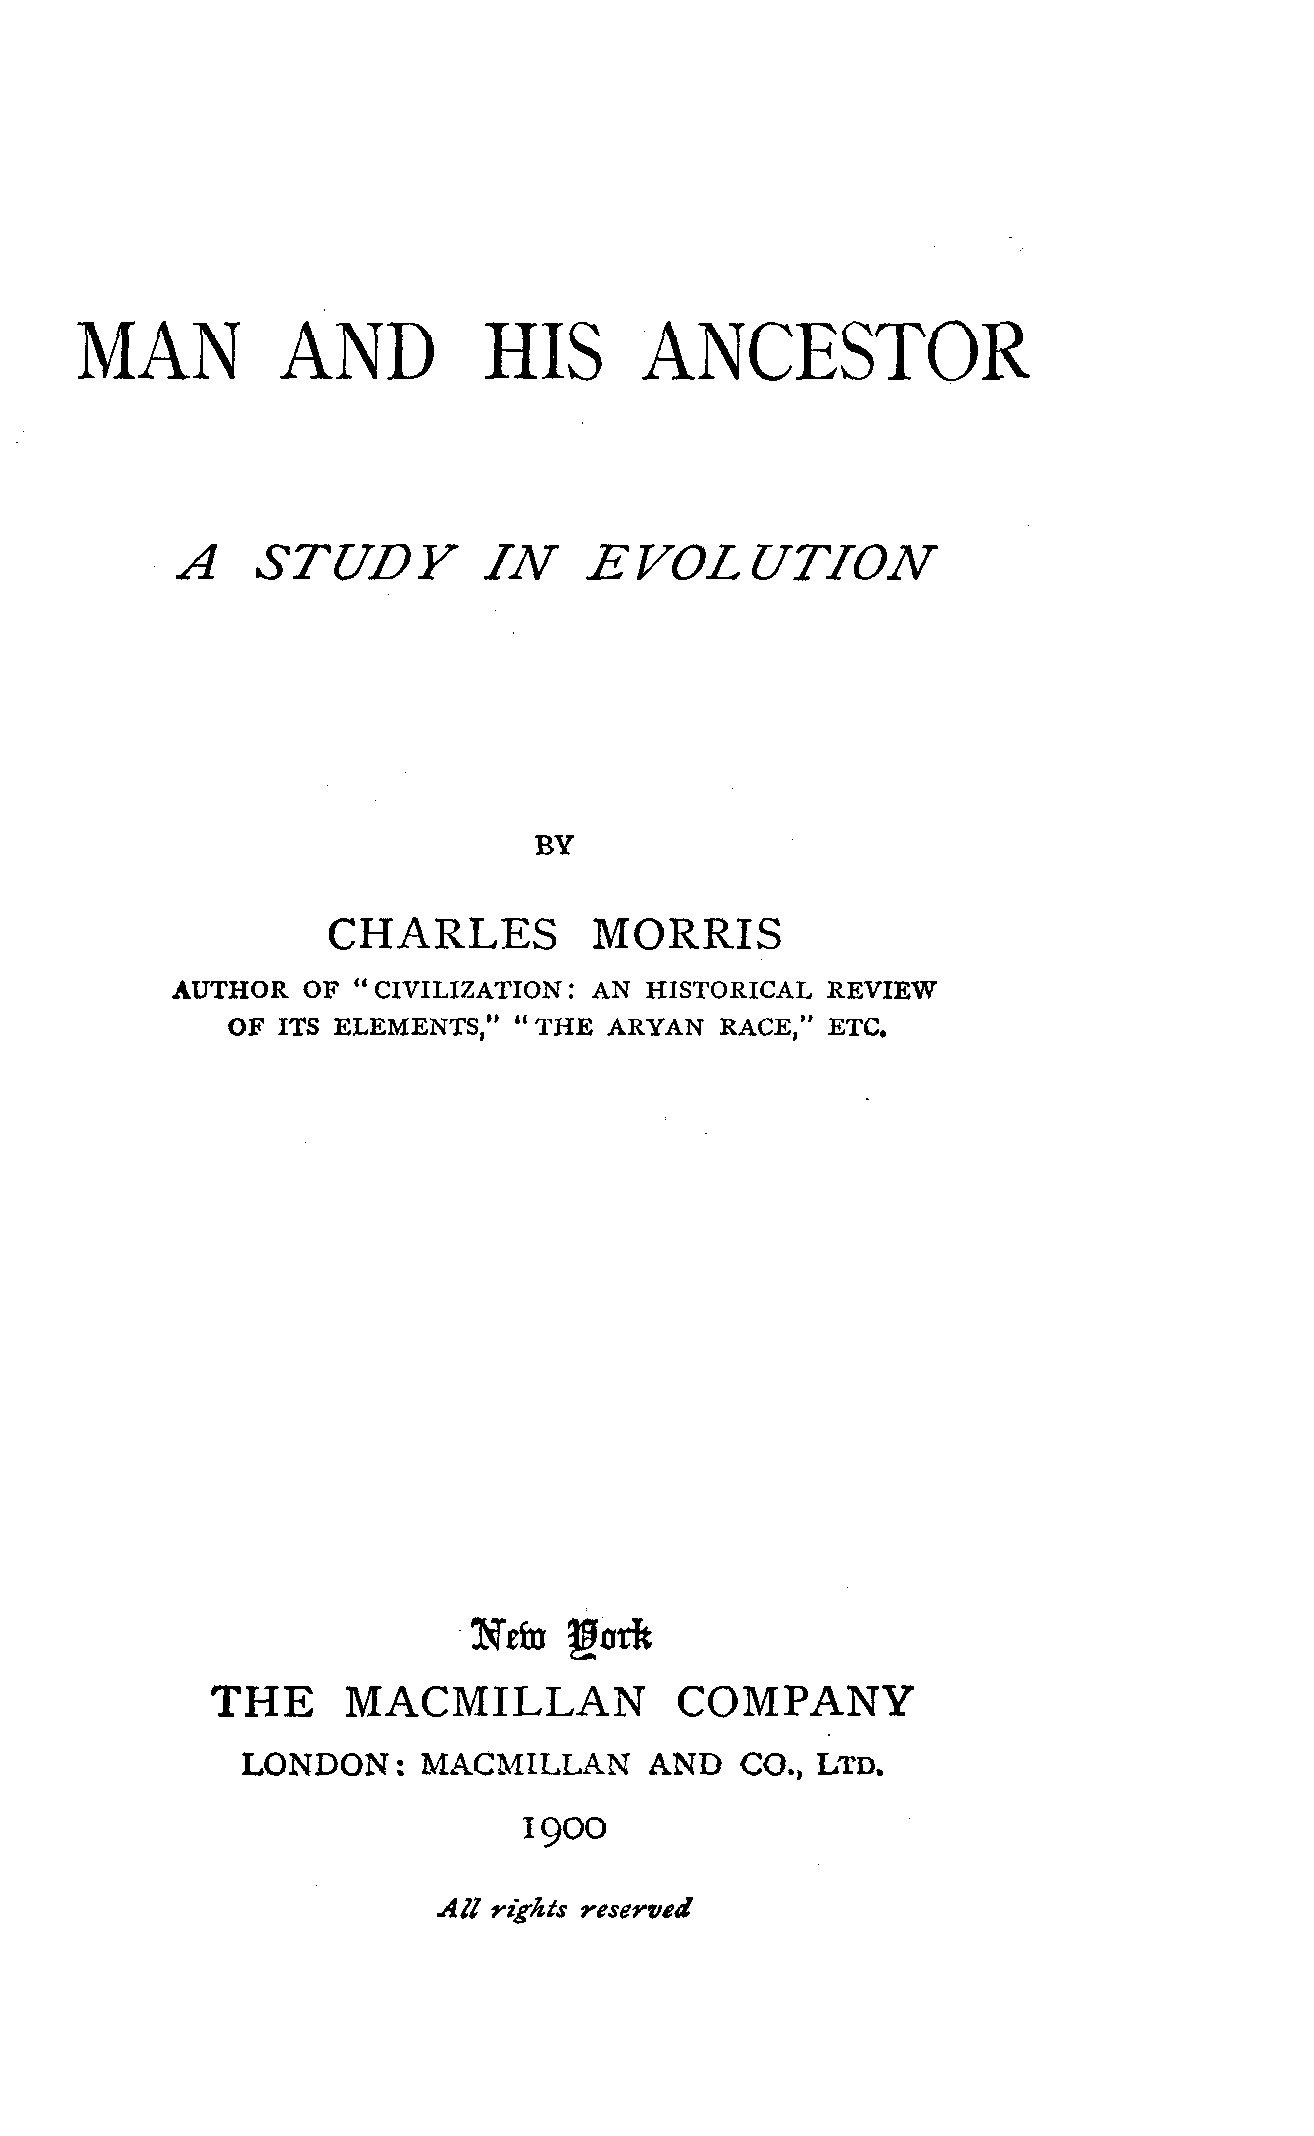 MAN AND HIS ANCESTOR
A STUDY IN EVOLUTION
BY
CHARLES MORRIS
AUTHOR OF "CIVILIZATION: AN HISTORICAL REVIEW
OF ITS ELEMENTS," "THE ARYAN RACE," ETC.
New York
THE MACMILLAN COMPANY
LONDON: MACMILLAN AND CO., LTD.
1900
All rights reserved